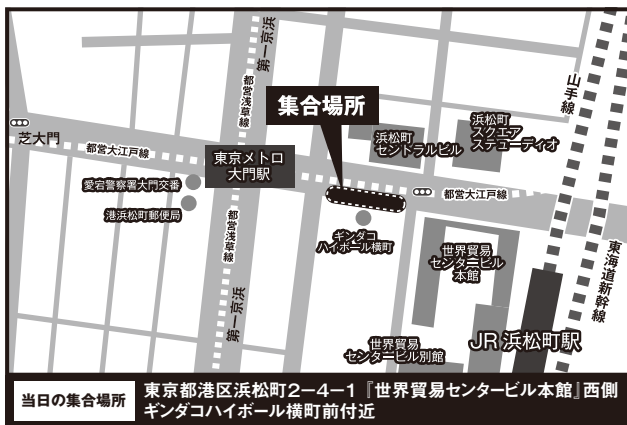 第一京浜
山手線
都営浅草線
集合場所
浜松町
スクエア
ステューディオ
浜松町
セントラルビル
芝大門
都営大江戸線
東京メトロ
大門駅
愛宕警察署大門交番
都営大江戸線
港浜松町郵便局
都営浅草線
ギンダコ
ハイボール横町
世界貿易
センタービル
本館
東海道新幹線
第一京浜
JR 浜松町駅
世界貿易
センタービル別館
当日の集合場所
東京都港区浜松町2−4−1 『世界貿易センタービル本館』西側
ギンダコハイボール横町前付近